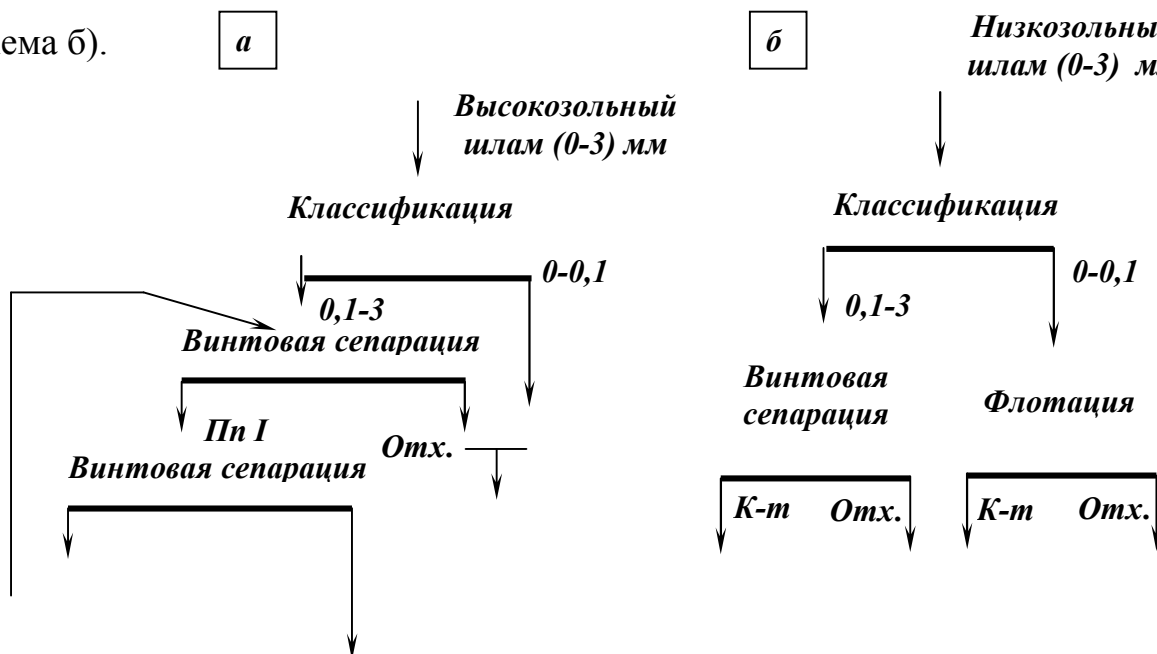 ема б).
а
б
Высокозольный
шлам (0-3) мм
Классификация
0-0,1
0,1-3
Винтовая сепарация
Пп I
Отх.
Винтовая сепарация
Низкозольны
шлам (0-3) м
Классификация
0-0,1
0,1-3
Винтовая
сепарация
Флотация
К-т Отх.
К-т Отх.